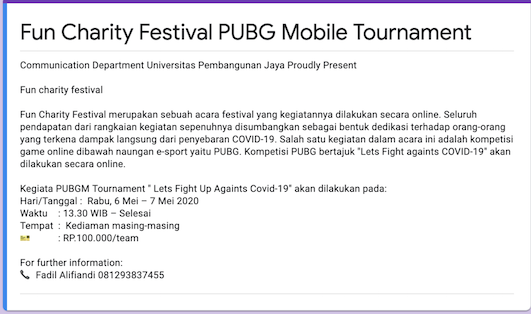 Fun Charity Festival PUBG Mobile Tournament
Communication Department Universitas Pembangunan Jaya Proudly Present
Fun charity festival
Fun Charity Festival merupakan sebuah acara festival yang kegiatannya dilakukan secara online. Seluruh
pendapatan dari rangkaian kegiatan sepenuhnya disumbangkan sebagai bentuk dedikasi terhadap orang-orang
yang terkena dampak langsung dari penyebaran COVID-19. Salah satu kegiatan dalam acara ini adalah kompetisi
game online dibawah naungan e-sport yaitu PUBG. Kompetisi PUBG bertajuk "Lets Fight againts COVID-19" akan
dilakukan secara online.
Kegiata PUBGM Tournament " Lets Fight Up Againts Covid-19" akan dilakukan pada:
Hari/Tanggal : Rabu, 6 Mei – 7 Mei 2020
Waktu : 13.30 WIB – Selesai
Tempat : Kediaman masing-masing
🎫 : RP.100.000/team
For further information:
📞 Fadil Alifiandi 081293837455